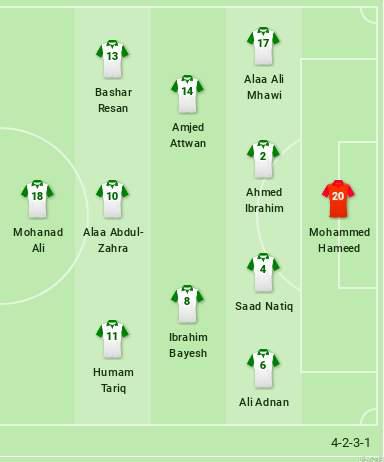 17
Alaa Ali
Mhawi
13
Bashar
Resan
14
Amjed
Attwan
2
Ahmed
Ibrahim
18
Mohanad
Ali
10
Alaa Abdul-
Zahra
20
Mohammed
Hameed
4
Saad Natiq
8
Ibrahim
Bayesh
11
Humam
Tariq
6
Ali Adnan
4-2-3-1